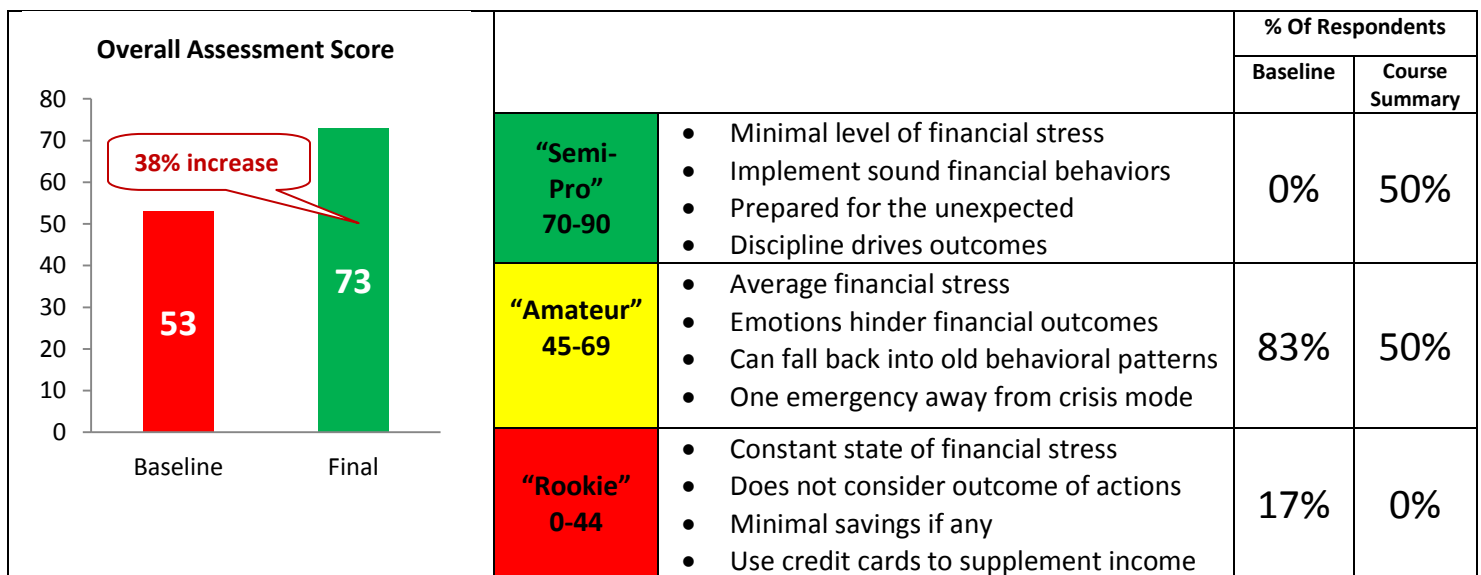 Overall Assessment Score
80
70
60
50
40
30
20
10
0
38% increase
53
73
Baseline
Final
% Of Respondents
Baseline
Course
Summary
“Semi-
Pro”
70-90
• Minimal level of financial stress
• Implement sound financial behaviors
• Prepared for the unexpected
• Discipline drives outcomes
0%
50%
“Amateur”
45-69
• Average financial stress
• Emotions hinder financial outcomes
• Can fall back into old behavioral patterns
• One emergency away from crisis mode
83%
50%
“Rookie”
0-44
• Constant state of financial stress
• Does not consider outcome of actions
• Minimal savings if any
• Use credit cards to supplement income
17%
0%